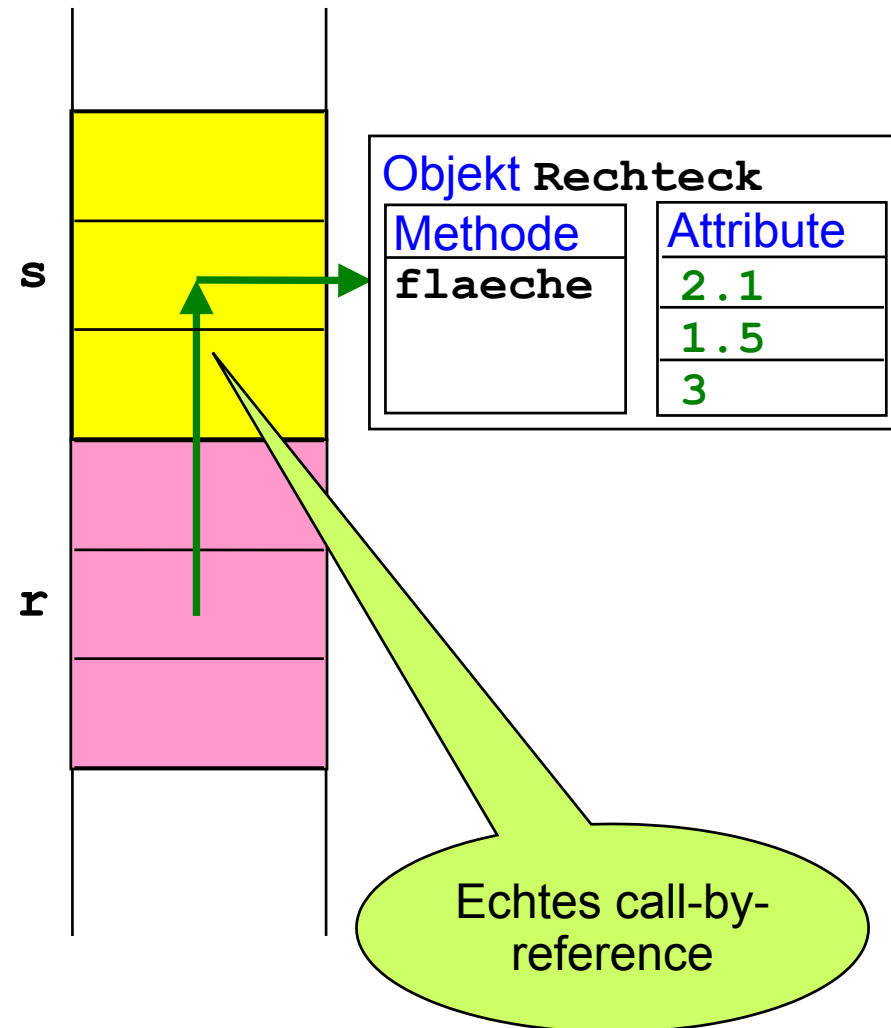 Objekt Rechteck
Methode
Attribute
s
flaeche
2.1
1.5
3
r
Echtes call-by-
reference